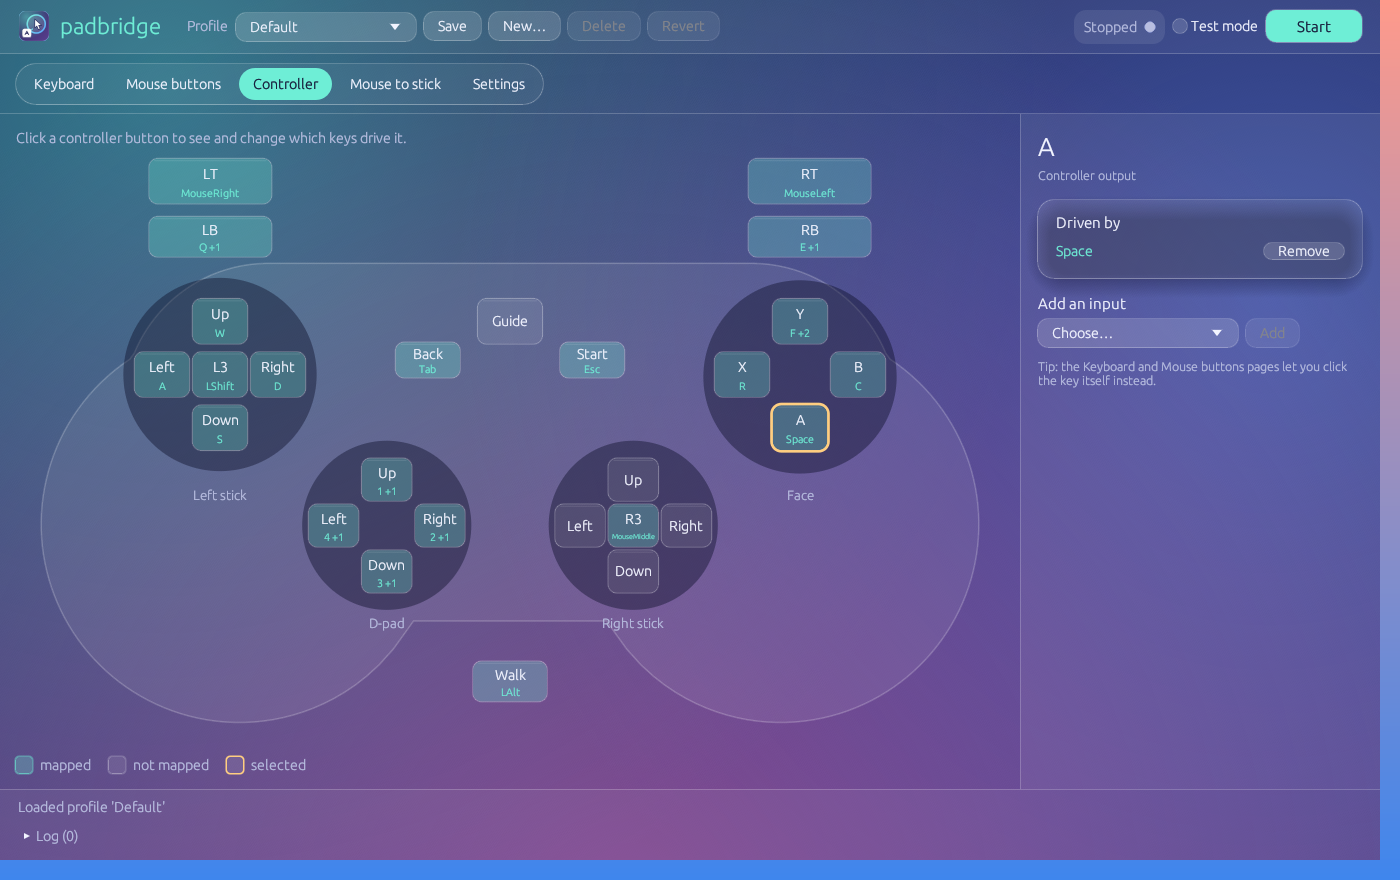 padbridge Profile Default Save New... Delete Revert Stopped Test mode Start
Keyboard Mouse buttons Controller Mouse to stick Settings
Click a controller button to see and change which keys drive it.
LT
MouseRight
LB
Q +1
RT
MouseLeft
RB
E +1
Up
W
Left
A
L3
LShift
Right
D
Down
S
Left stick
Guide
Back
Tab
Start
Esc
Y
F +2
X
R
B
C
A
Space
Face
Up
1 +1
Left
4 +1
Right
2 +1
Down
3 +1
D-pad
Up
Left
R3
MouseMiddle
Right
Down
Right stick
Walk
LAlt
mapped not mapped selected
A
Controller output
Driven by
Space Remove
Add an input
Choose... Add
Tip: the Keyboard and Mouse buttons pages let you click
the key itself instead.
Loaded profile 'Default'
Log (0)